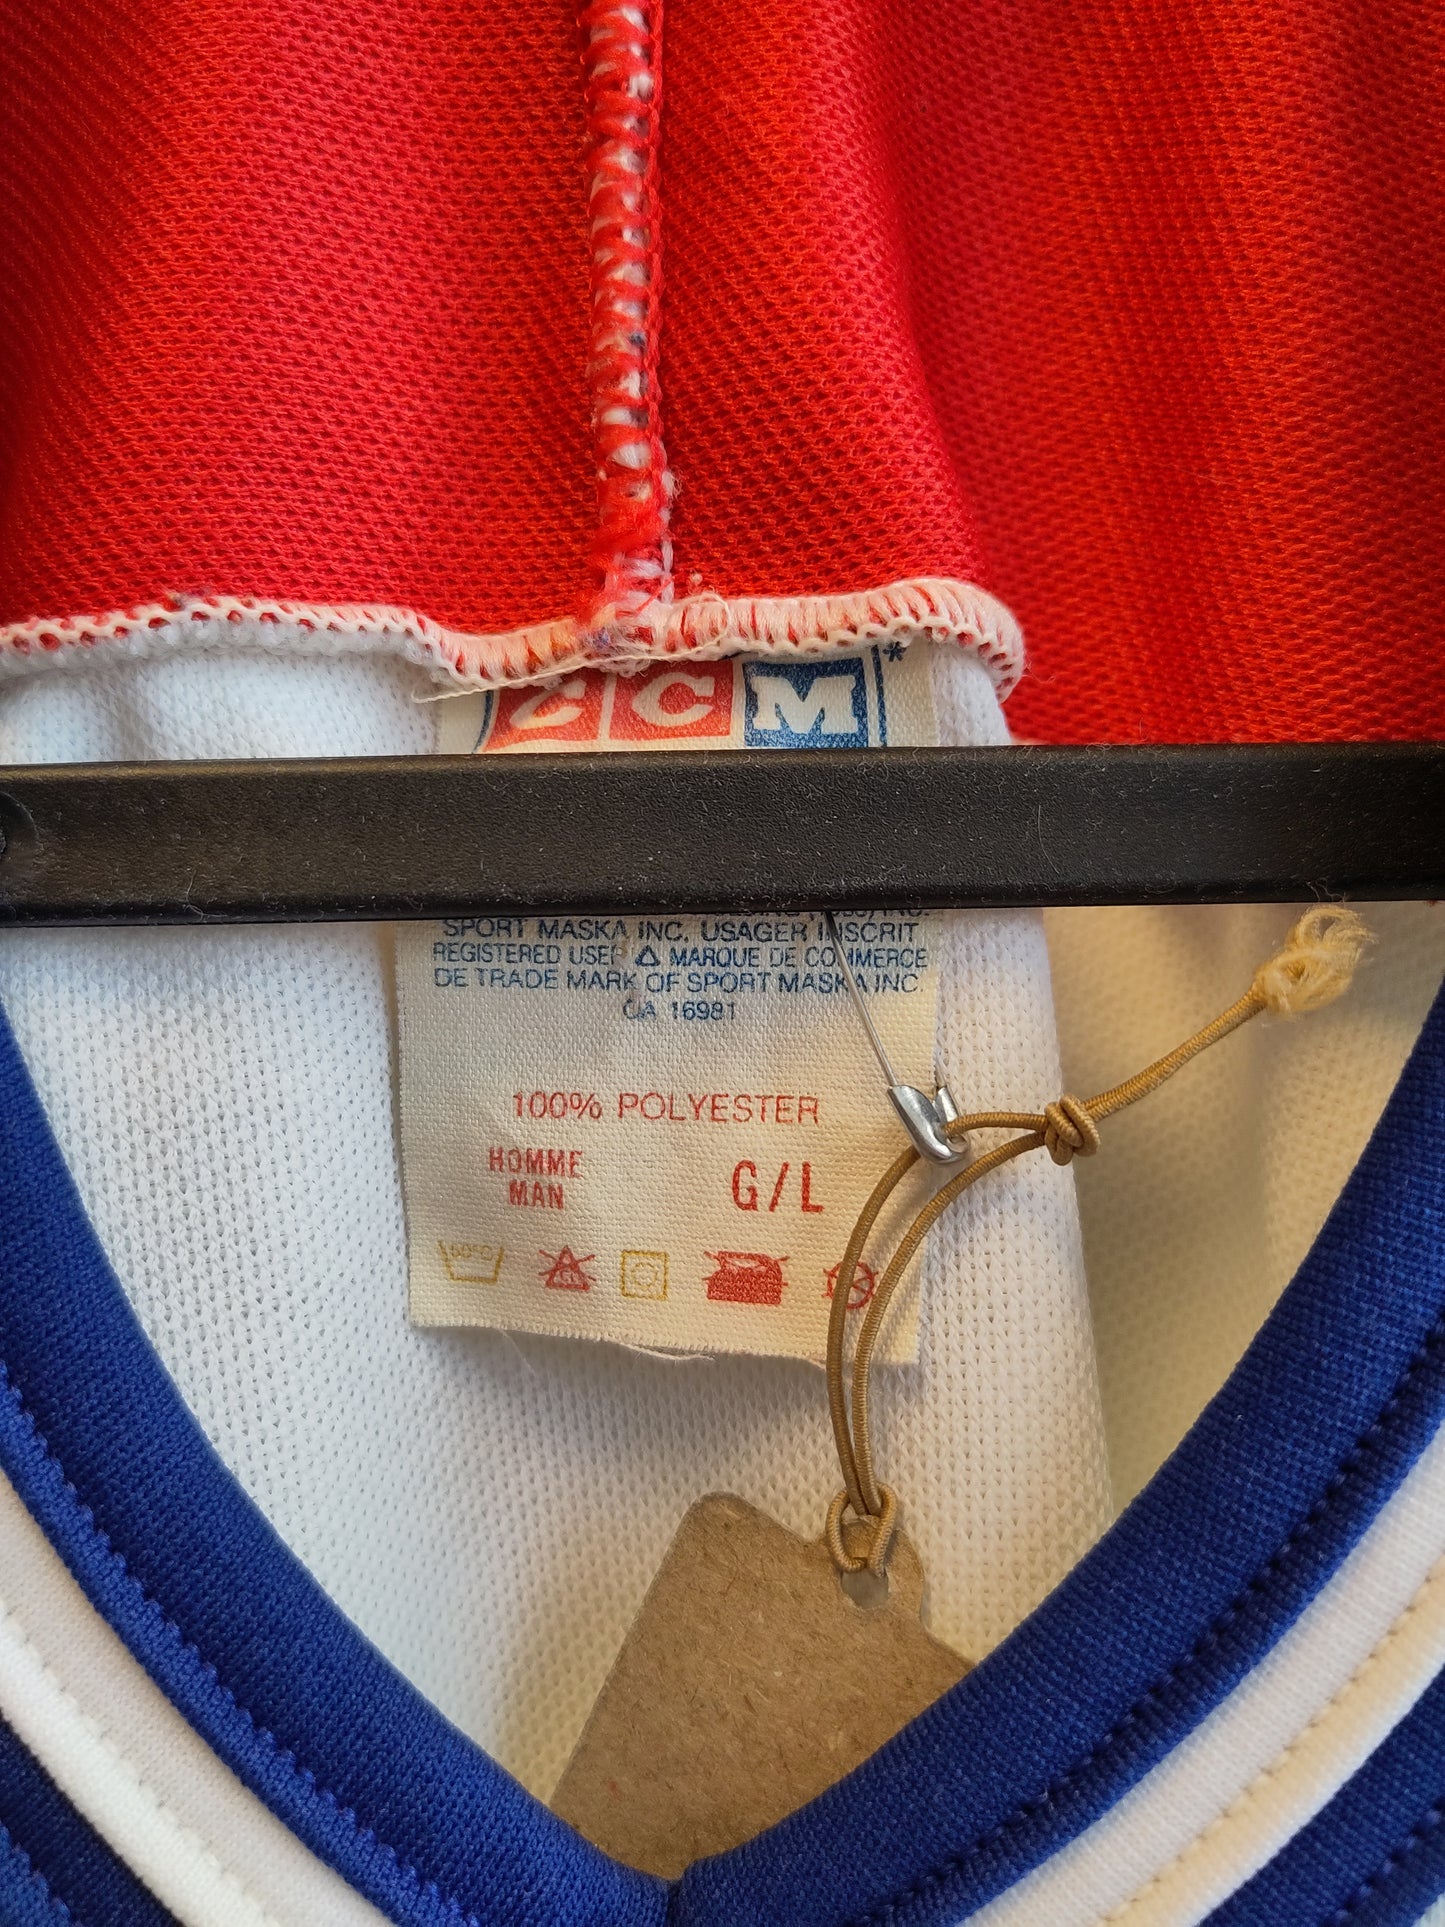 CCM*
INC.
SPORT MASKA INC. USAGER INSCRIT
REGISTERED USER △ MARQUE DE COMMERCE
DE TRADE MARK OF SPORT MASKA INC.
CA 16981
100% POLYESTER
HOMME
MAN
G/L